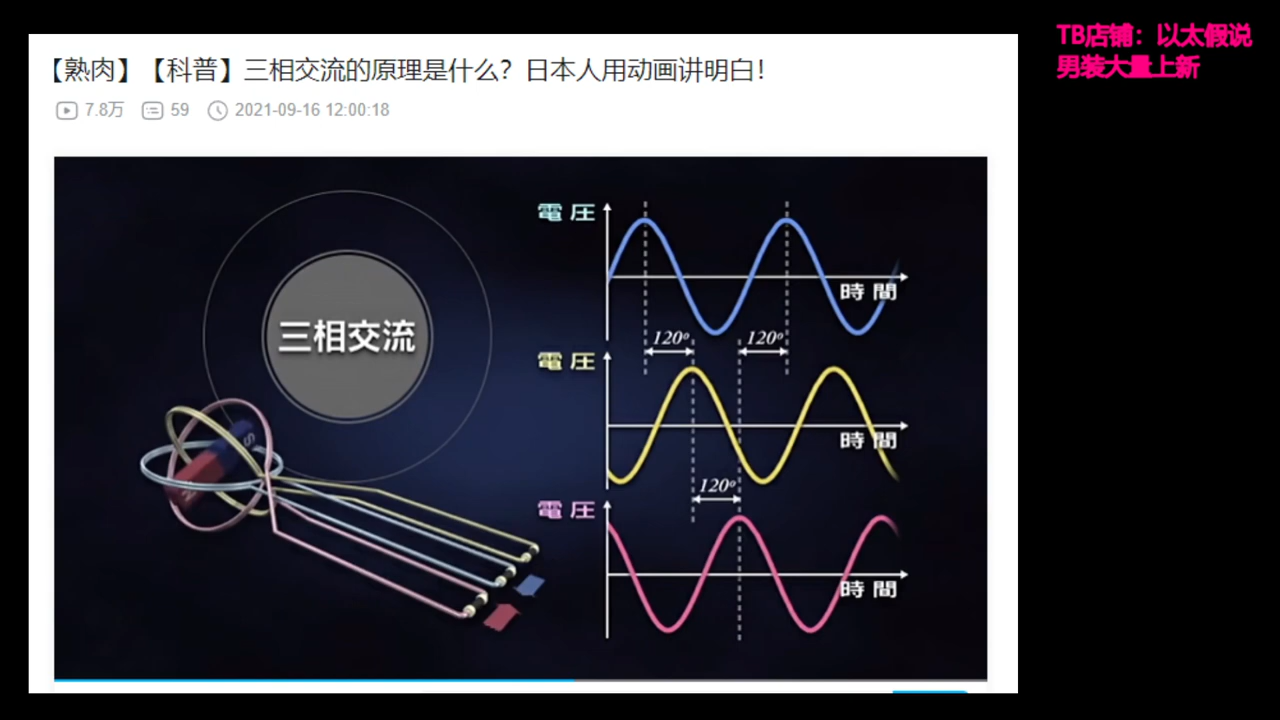 TB店铺：以太假说
男装大量上新
【熟肉】【科普】三相交流的原理是什么？日本人用动画讲明白！
7.8万 59 2021-09-16 12:00:18
三相交流
電圧
時間
120º 120º
電圧
時間
120º
電圧
時間
S
N